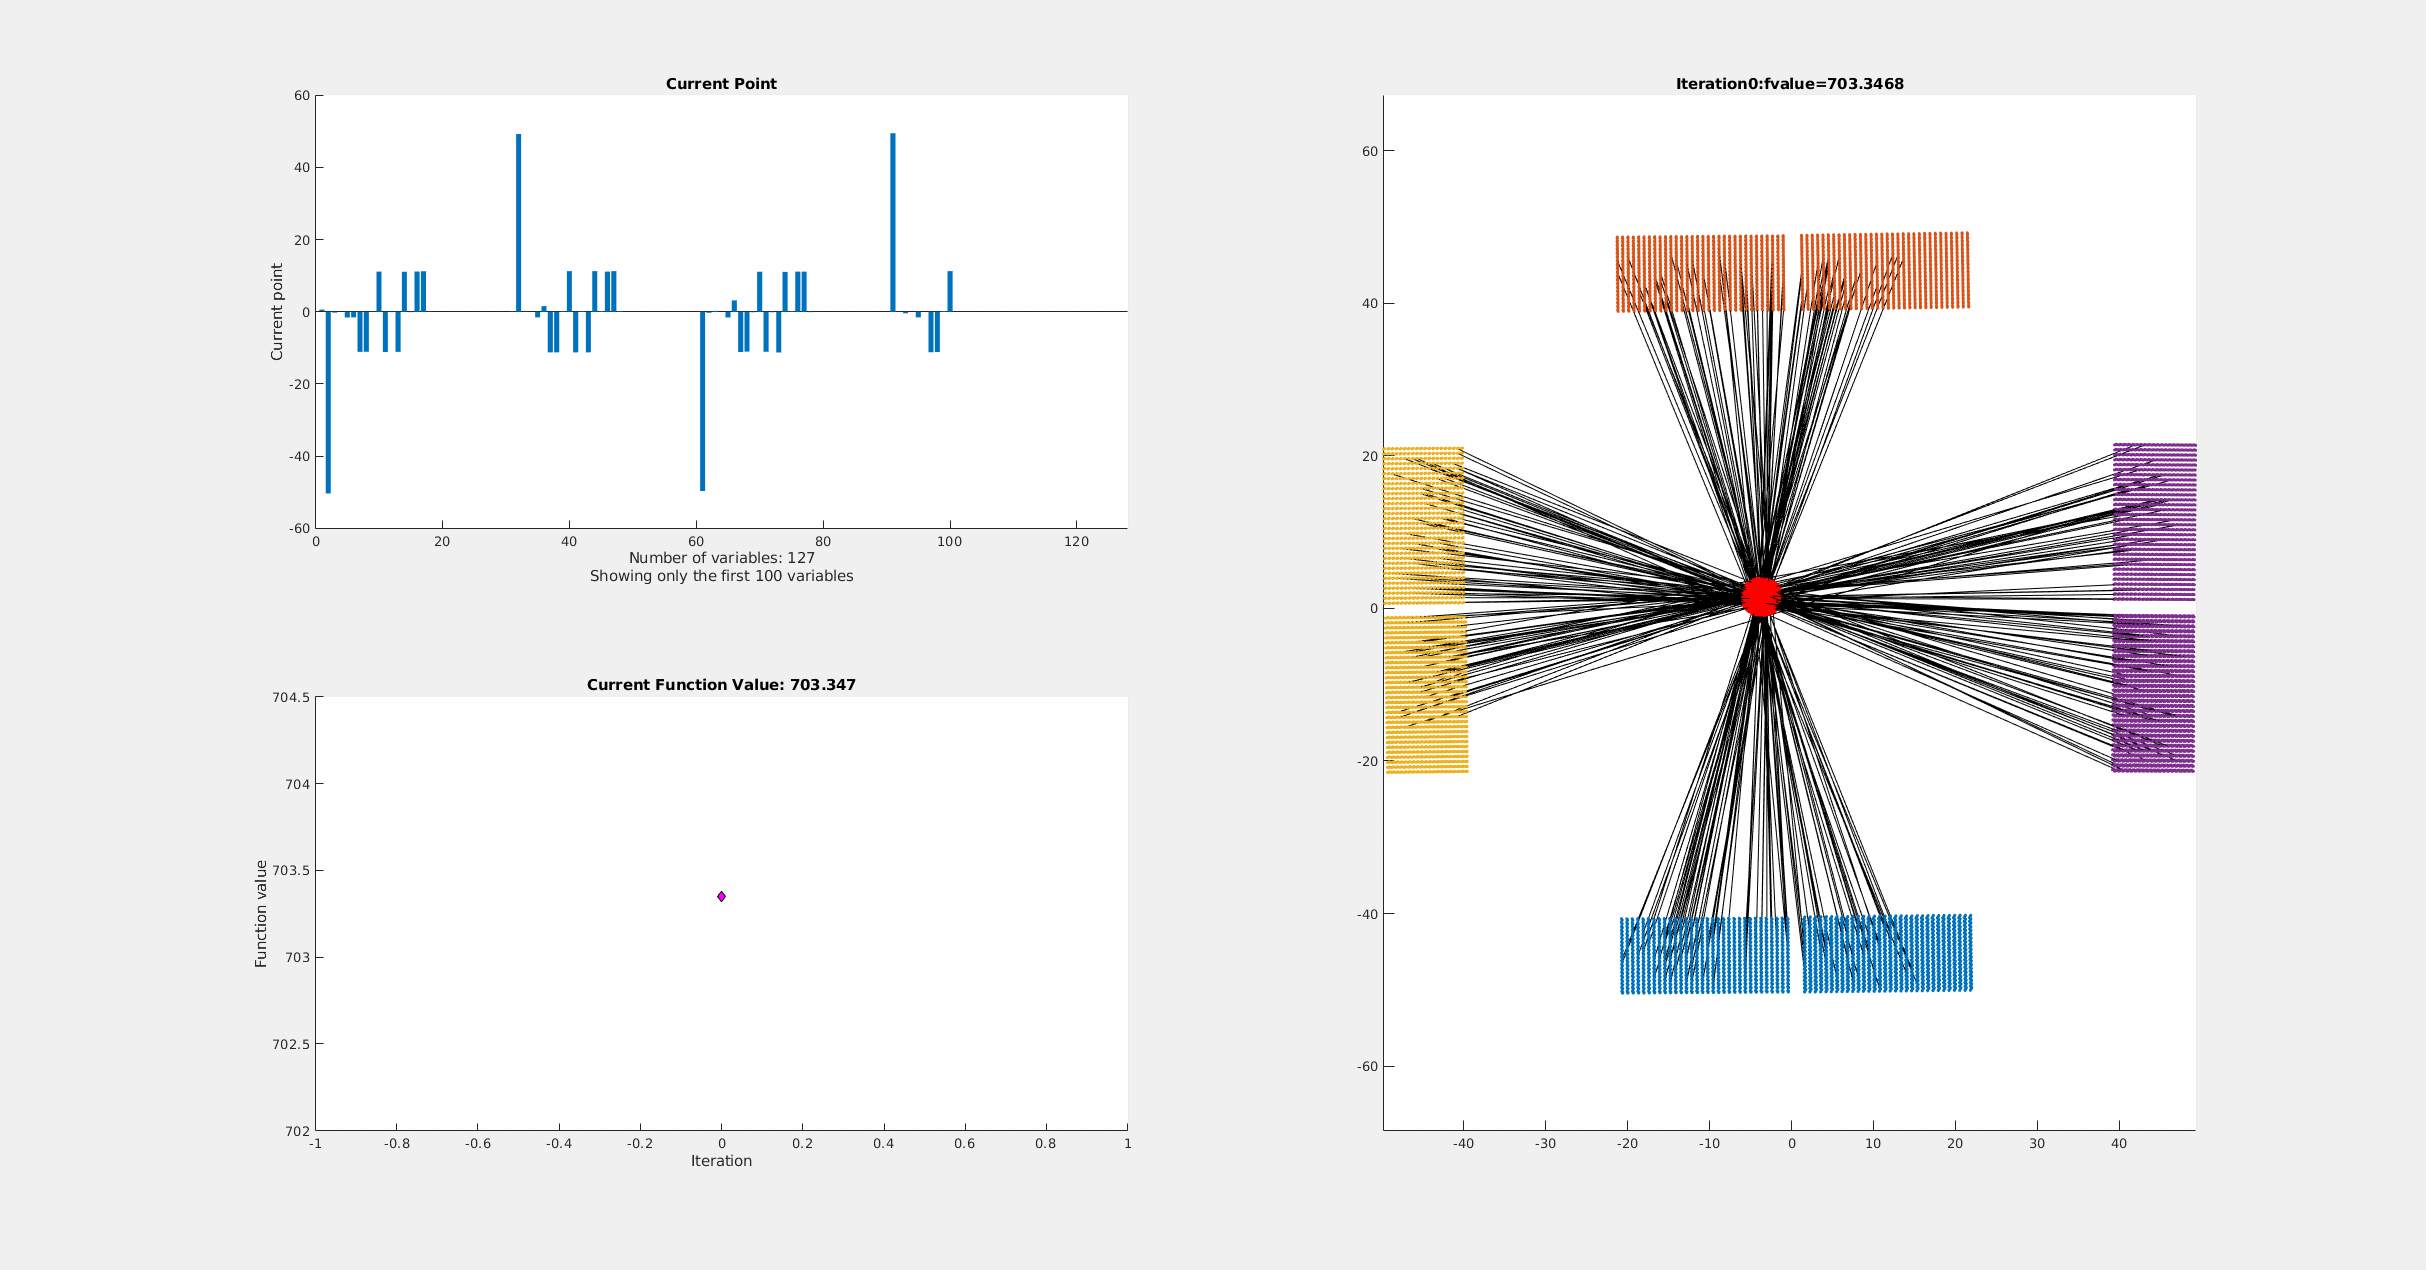 Current Point
60
40
20
0
-20
-40
-60
Current point
0 20 40 60 80 100 120
Number of variables: 127
Showing only the first 100 variables
Current Function Value: 703.347
704.5
704
703.5
703
702.5
702
Function value
-1 -0.8 -0.6 -0.4 -0.2 0 0.2 0.4 0.6 0.8 1
Iteration
Iteration0:fvalue=703.3468
60
40
20
0
-20
-40
-60
-40 -30 -20 -10 0 10 20 30 40